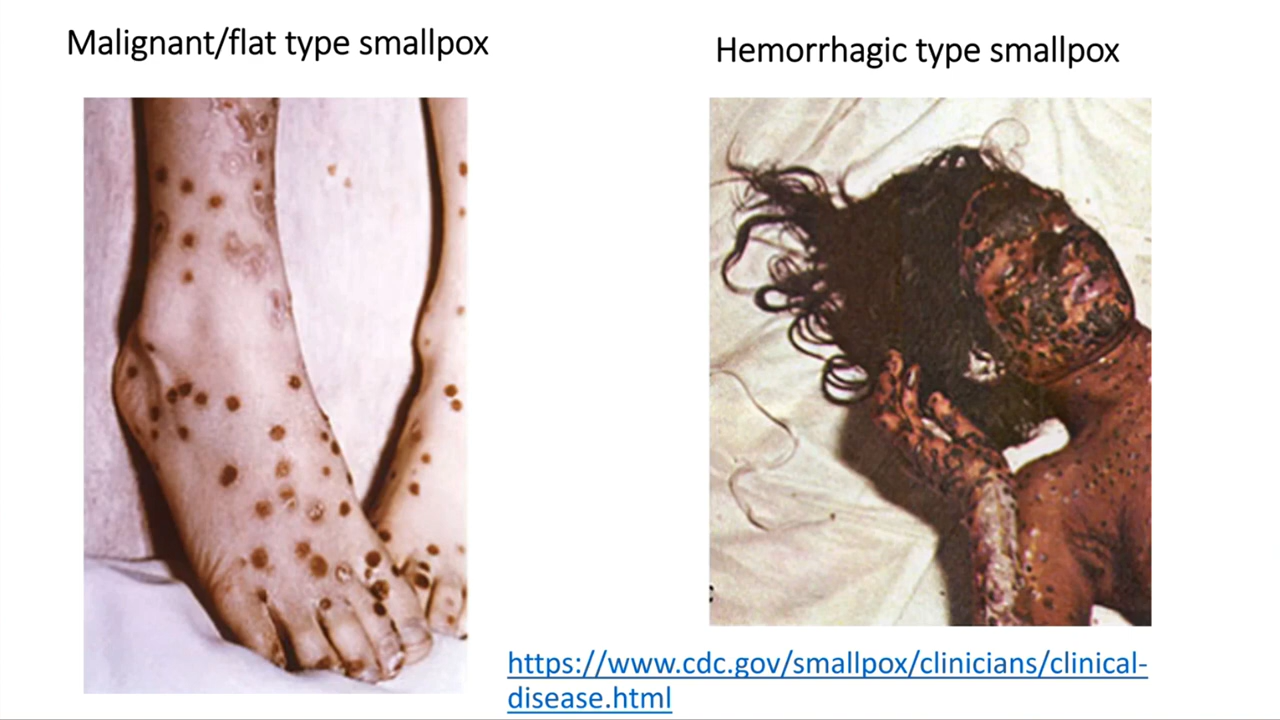 Malignant/flat type smallpox
Hemorrhagic type smallpox
https://www.cdc.gov/smallpox/clinicians/clinical-
disease.html